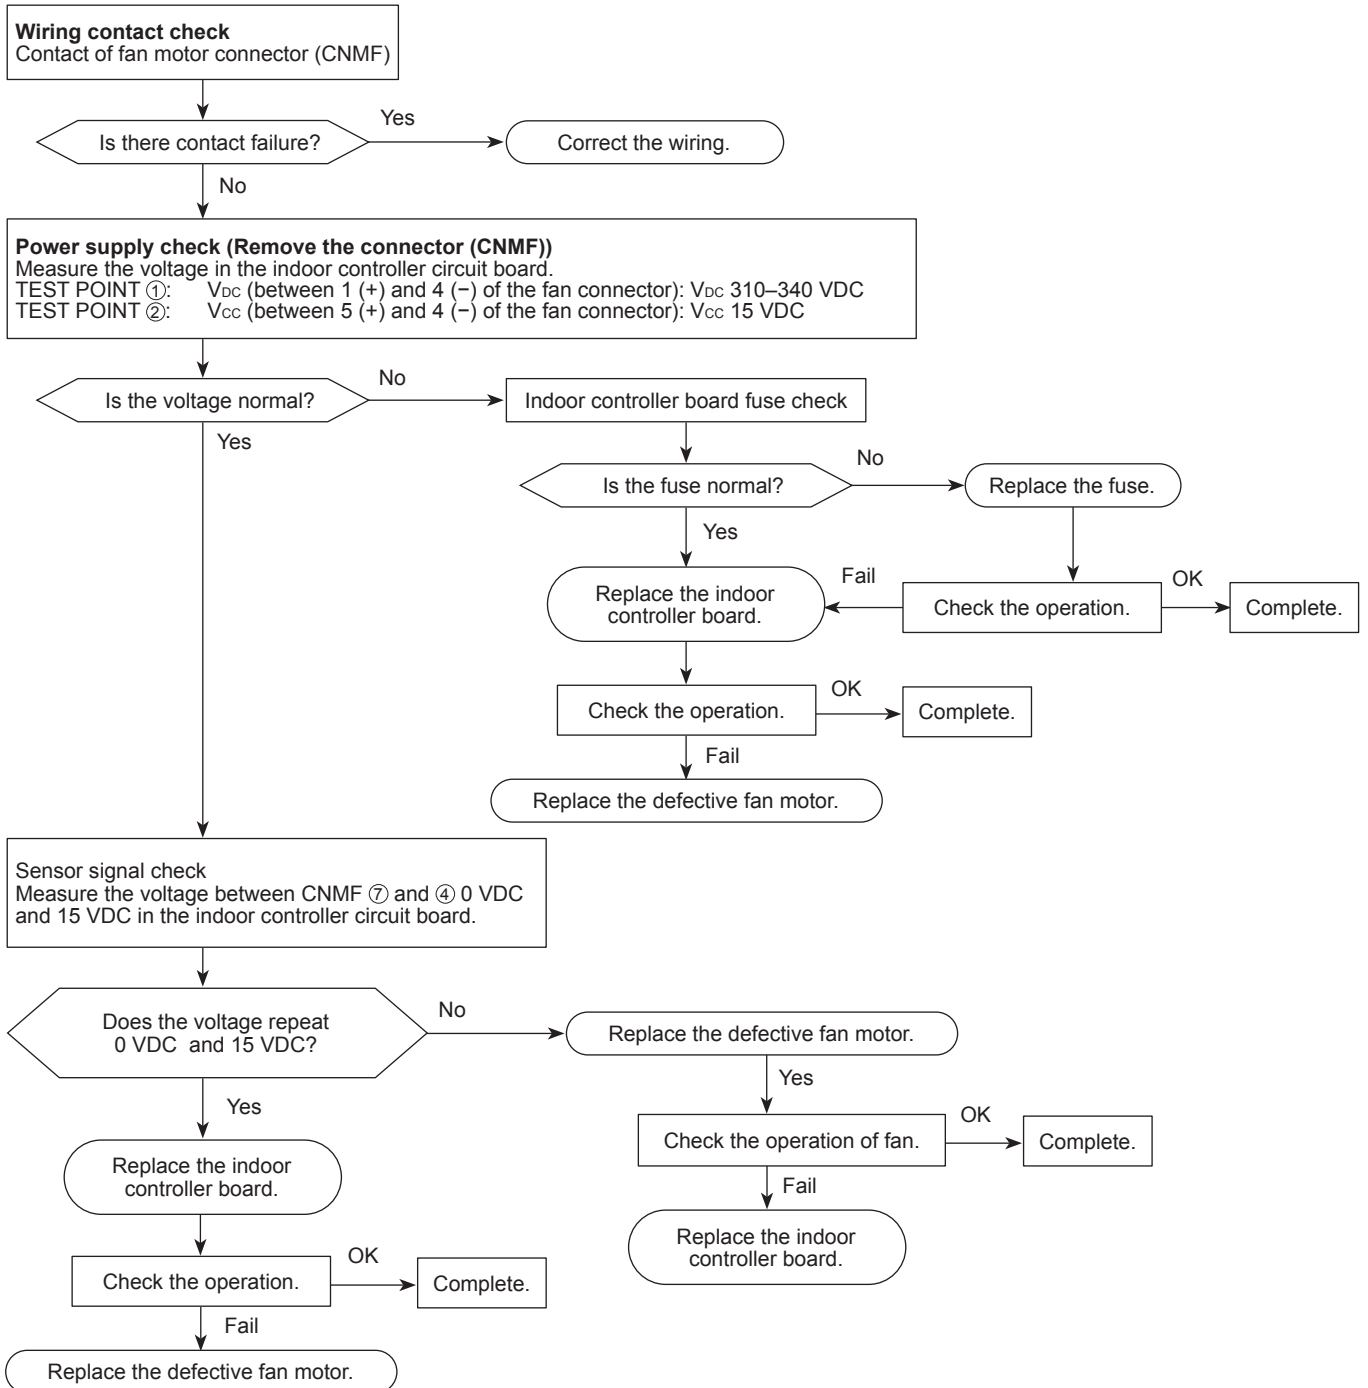 Wiring contact check
Contact of fan motor connector (CNMF)
Is there contact failure?
Yes
Correct the wiring.
No
Power supply check (Remove the connector (CNMF))
Measure the voltage in the indoor controller circuit board.
TEST POINT ①: VDC (between 1 (+) and 4 (−) of the fan connector): VDC 310–340 VDC
TEST POINT ②: VCC (between 5 (+) and 4 (−) of the fan connector): VCC 15 VDC
Is the voltage normal?
No
Indoor controller board fuse check
Yes
Is the fuse normal?
No
Replace the fuse.
Yes
Replace the indoor
controller board.
Fail
Check the operation.
OK
Complete.
Check the operation.
OK
Complete.
Fail
Replace the defective fan motor.
Sensor signal check
Measure the voltage between CNMF ⑦ and ④ 0 VDC
and 15 VDC in the indoor controller circuit board.
Does the voltage repeat
0 VDC and 15 VDC?
No
Replace the defective fan motor.
Yes
Yes
Check the operation of fan.
OK
Complete.
Replace the indoor
controller board.
Fail
Replace the indoor
controller board.
Check the operation.
OK
Complete.
Fail
Replace the defective fan motor.